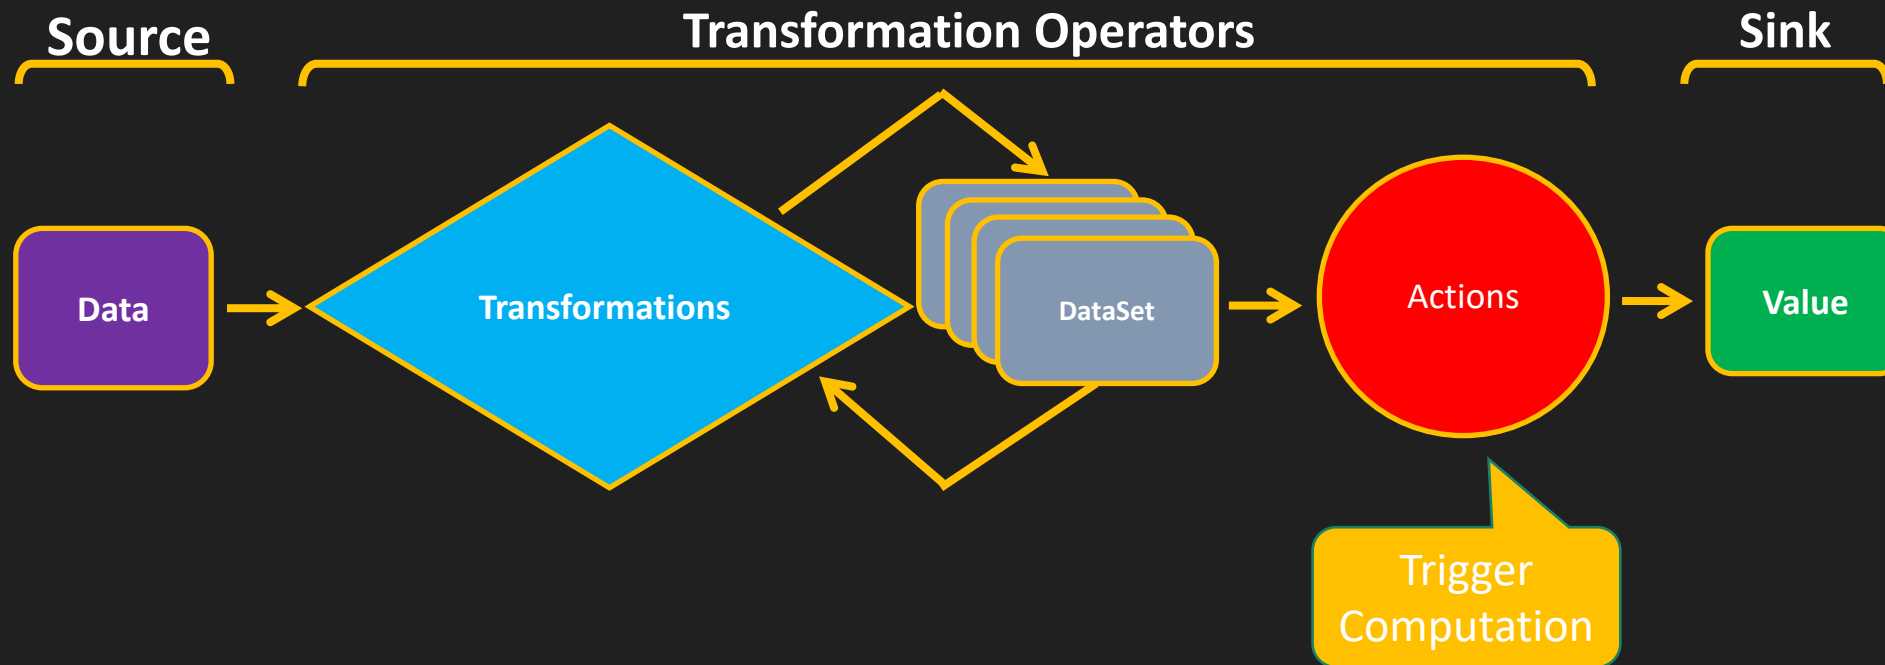 Source
Transformation Operators
Sink
Data
Transformations
DataSet
Actions
Value
Trigger
Computation